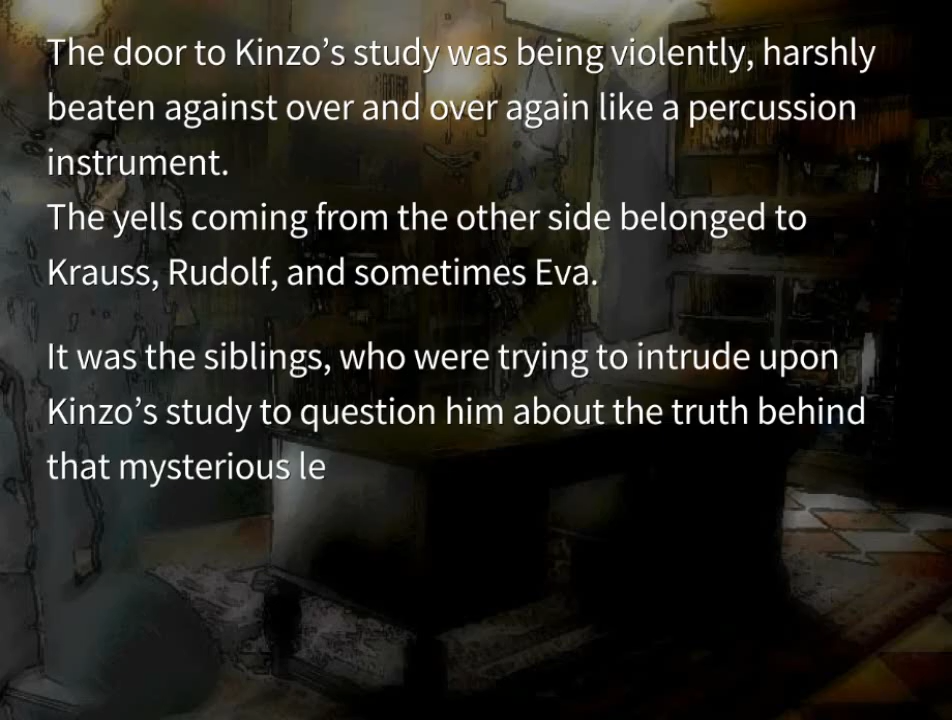 The door to Kinzo’s study was being violently, harshly
beaten against over and over again like a percussion
instrument.
The yells coming from the other side belonged to
Krauss, Rudolf, and sometimes Eva.
It was the siblings, who were trying to intrude upon
Kinzo’s study to question him about the truth behind
that mysterious le